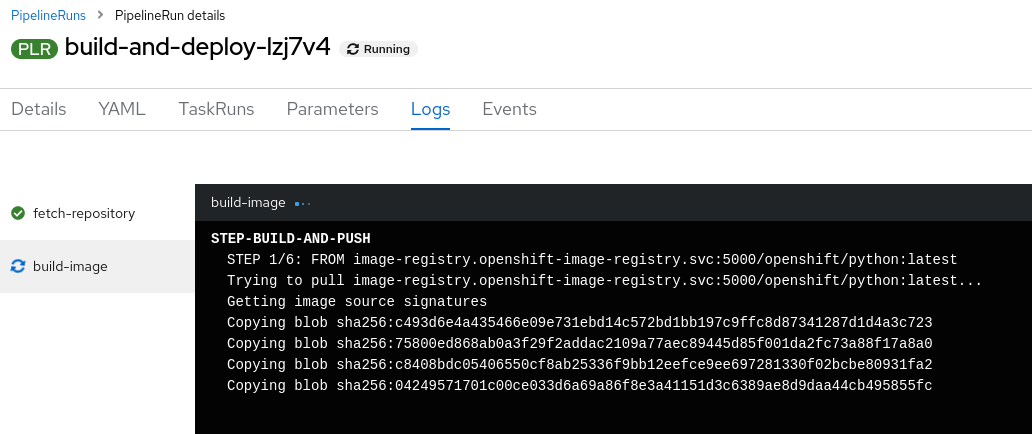 PipelineRuns > PipelineRun details
PLR build-and-deploy-lzj7v4 Running
Details YAML TaskRuns Parameters Logs Events
fetch-repository
build-image
build-image
STEP-BUILD-AND-PUSH
STEP 1/6: FROM image-registry.openshift-image-registry.svc:5000/openshift/python:latest
Trying to pull image-registry.openshift-image-registry.svc:5000/openshift/python:latest...
Getting image source signatures
Copying blob sha256:c493d6e4a435466e09e731ebd14c572bd1bb197c9ffc8d87341287d1d4a3c723
Copying blob sha256:75800ed868ab0a3f29f2addac2109a77aec89445d85f001da2fc73a88f17a8a0
Copying blob sha256:c8408bdc05406550cf8ab25336f9bb12eefce9ee697281330f02bcbe80931fa2
Copying blob sha256:04249571701c00ce033d6a69a86f8e3a41151d3c6389ae8d9daa44cb495855fc